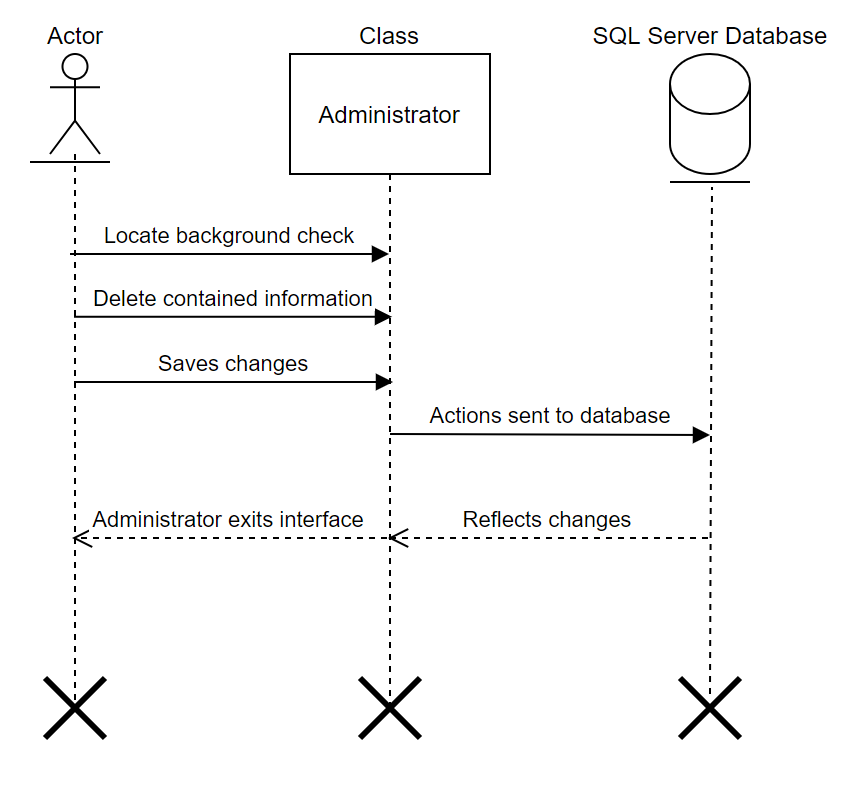 Actor
Class
SQL Server Database
Administrator
Locate background check
Delete contained information
Saves changes
Actions sent to database
Administrator exits interface
Reflects changes